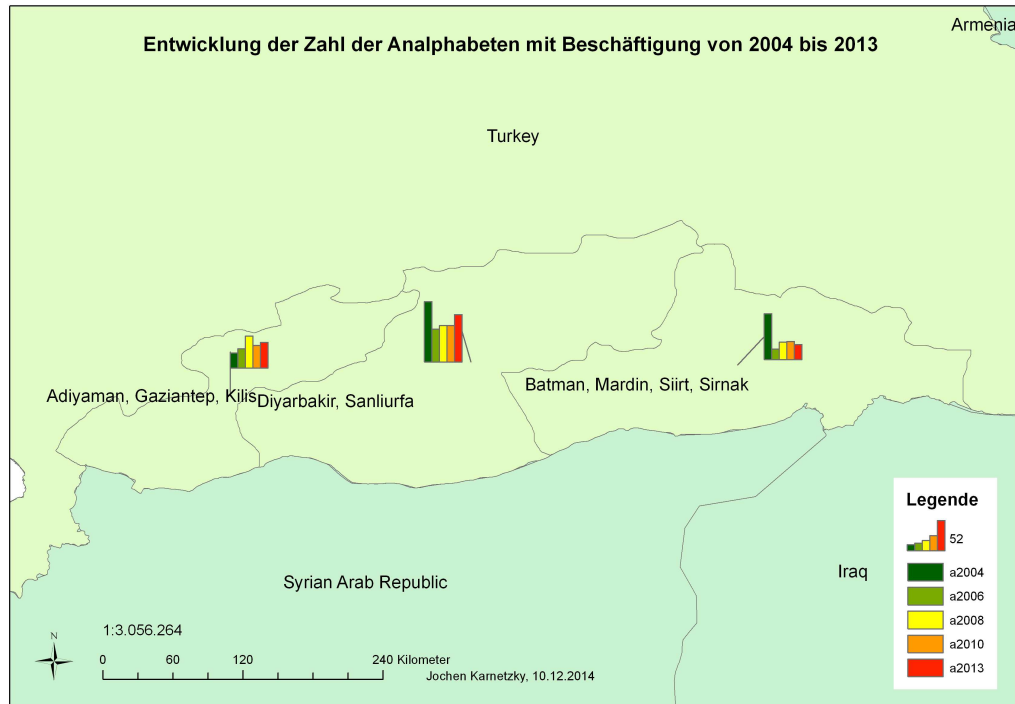 Armenia
Entwicklung der Zahl der Analphabeten mit Beschäftigung von 2004 bis 2013
Turkey
Adiyaman, Gaziantep, Kilis
Diyarbakir, Sanliurfa
Batman, Mardin, Siirt, Sirnak
Syrian Arab Republic
Iraq
Legende
52
a2004
a2006
a2008
a2010
a2013
N
1:3.056.264
0 60 120 240 Kilometer
Jochen Karnetzky, 10.12.2014